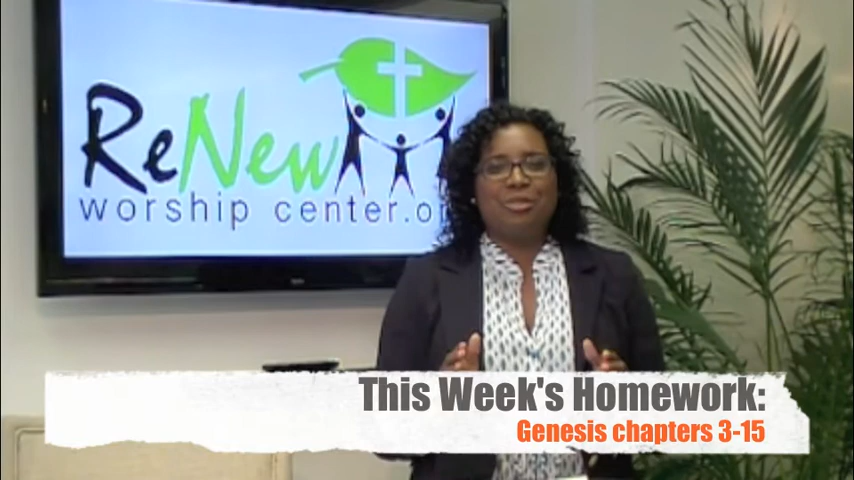 ReNew
worship center.or
This Week's Homework:
Genesis chapters 3-15